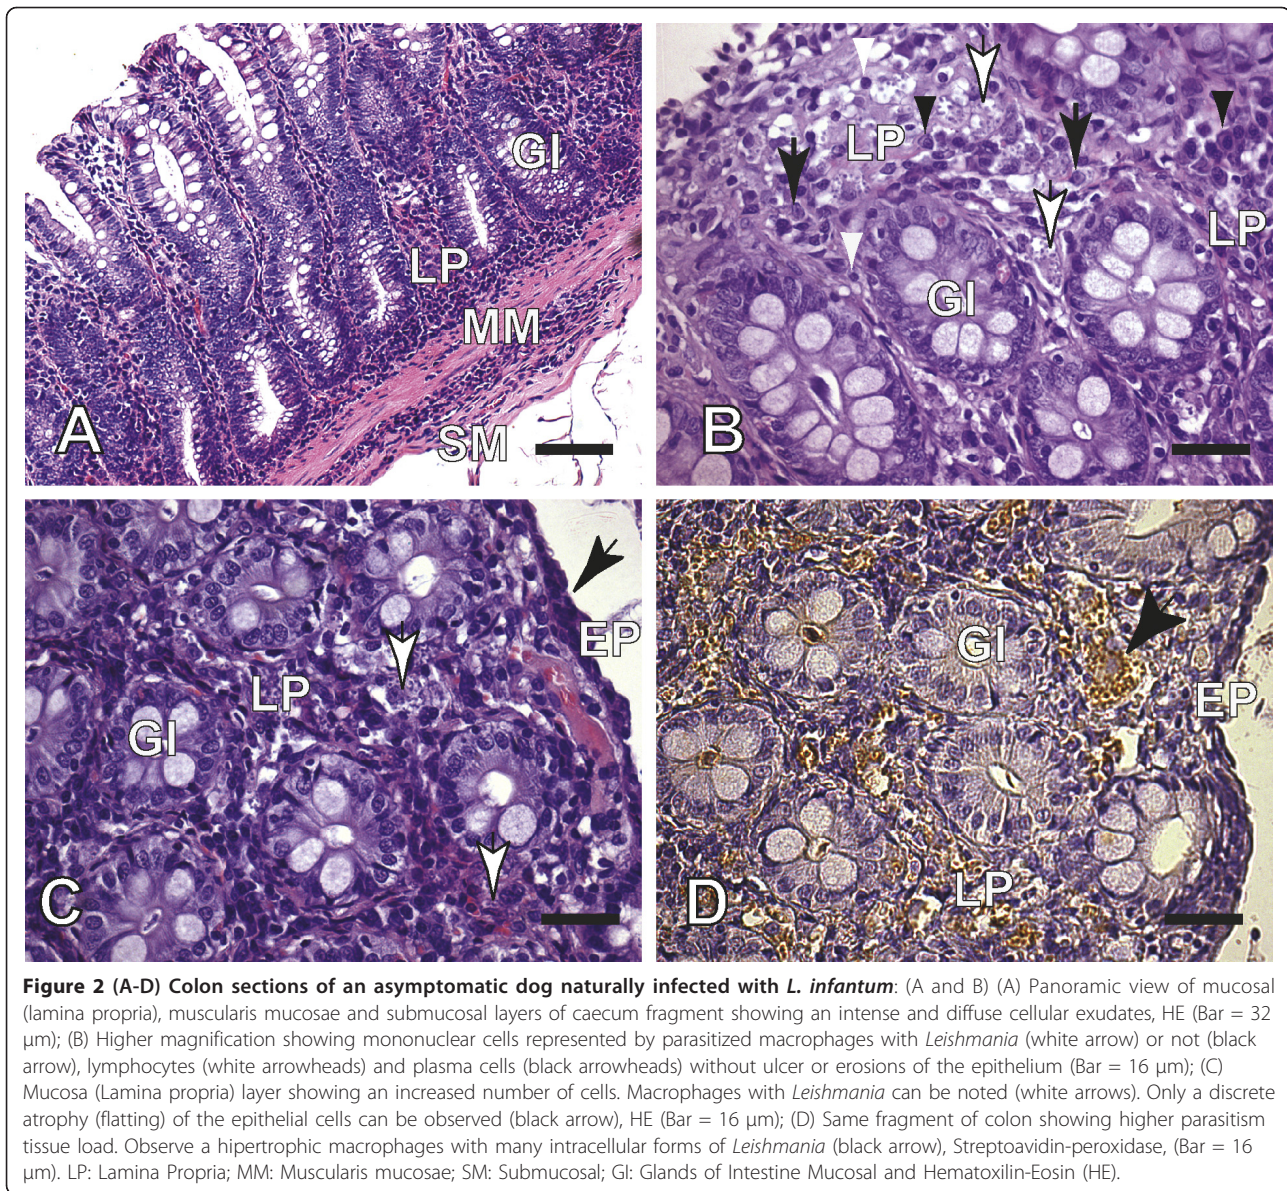 GI
LP
MM
SM
A
LP
LP
GI
B
EP
LP
GI
C
GI
EP
LP
D
Figure 2 (A-D) Colon sections of an asymptomatic dog naturally infected with L. infantum: (A and B) (A) Panoramic view of mucosal
(lamina propria), muscularis mucosae and submucosal layers of caecum fragment showing an intense and diffuse cellular exudates, HE (Bar = 32
μm); (B) Higher magnification showing mononuclear cells represented by parasitized macrophages with Leishmania (white arrow) or not (black
arrow), lymphocytes (white arrowheads) and plasma cells (black arrowheads) without ulcer or erosions of the epithelium (Bar = 16 μm); (C)
Mucosa (Lamina propria) layer showing an increased number of cells. Macrophages with Leishmania can be noted (white arrows). Only a discrete
atrophy (flatting) of the epithelial cells can be observed (black arrow), HE (Bar = 16 μm); (D) Same fragment of colon showing higher parasitism
tissue load. Observe a hipertrophic macrophages with many intracellular forms of Leishmania (black arrow), Streptoavidin-peroxidase, (Bar = 16
μm). LP: Lamina Propria; MM: Muscularis mucosae; SM: Submucosal; GI: Glands of Intestine Mucosal and Hematoxilin-Eosin (HE).